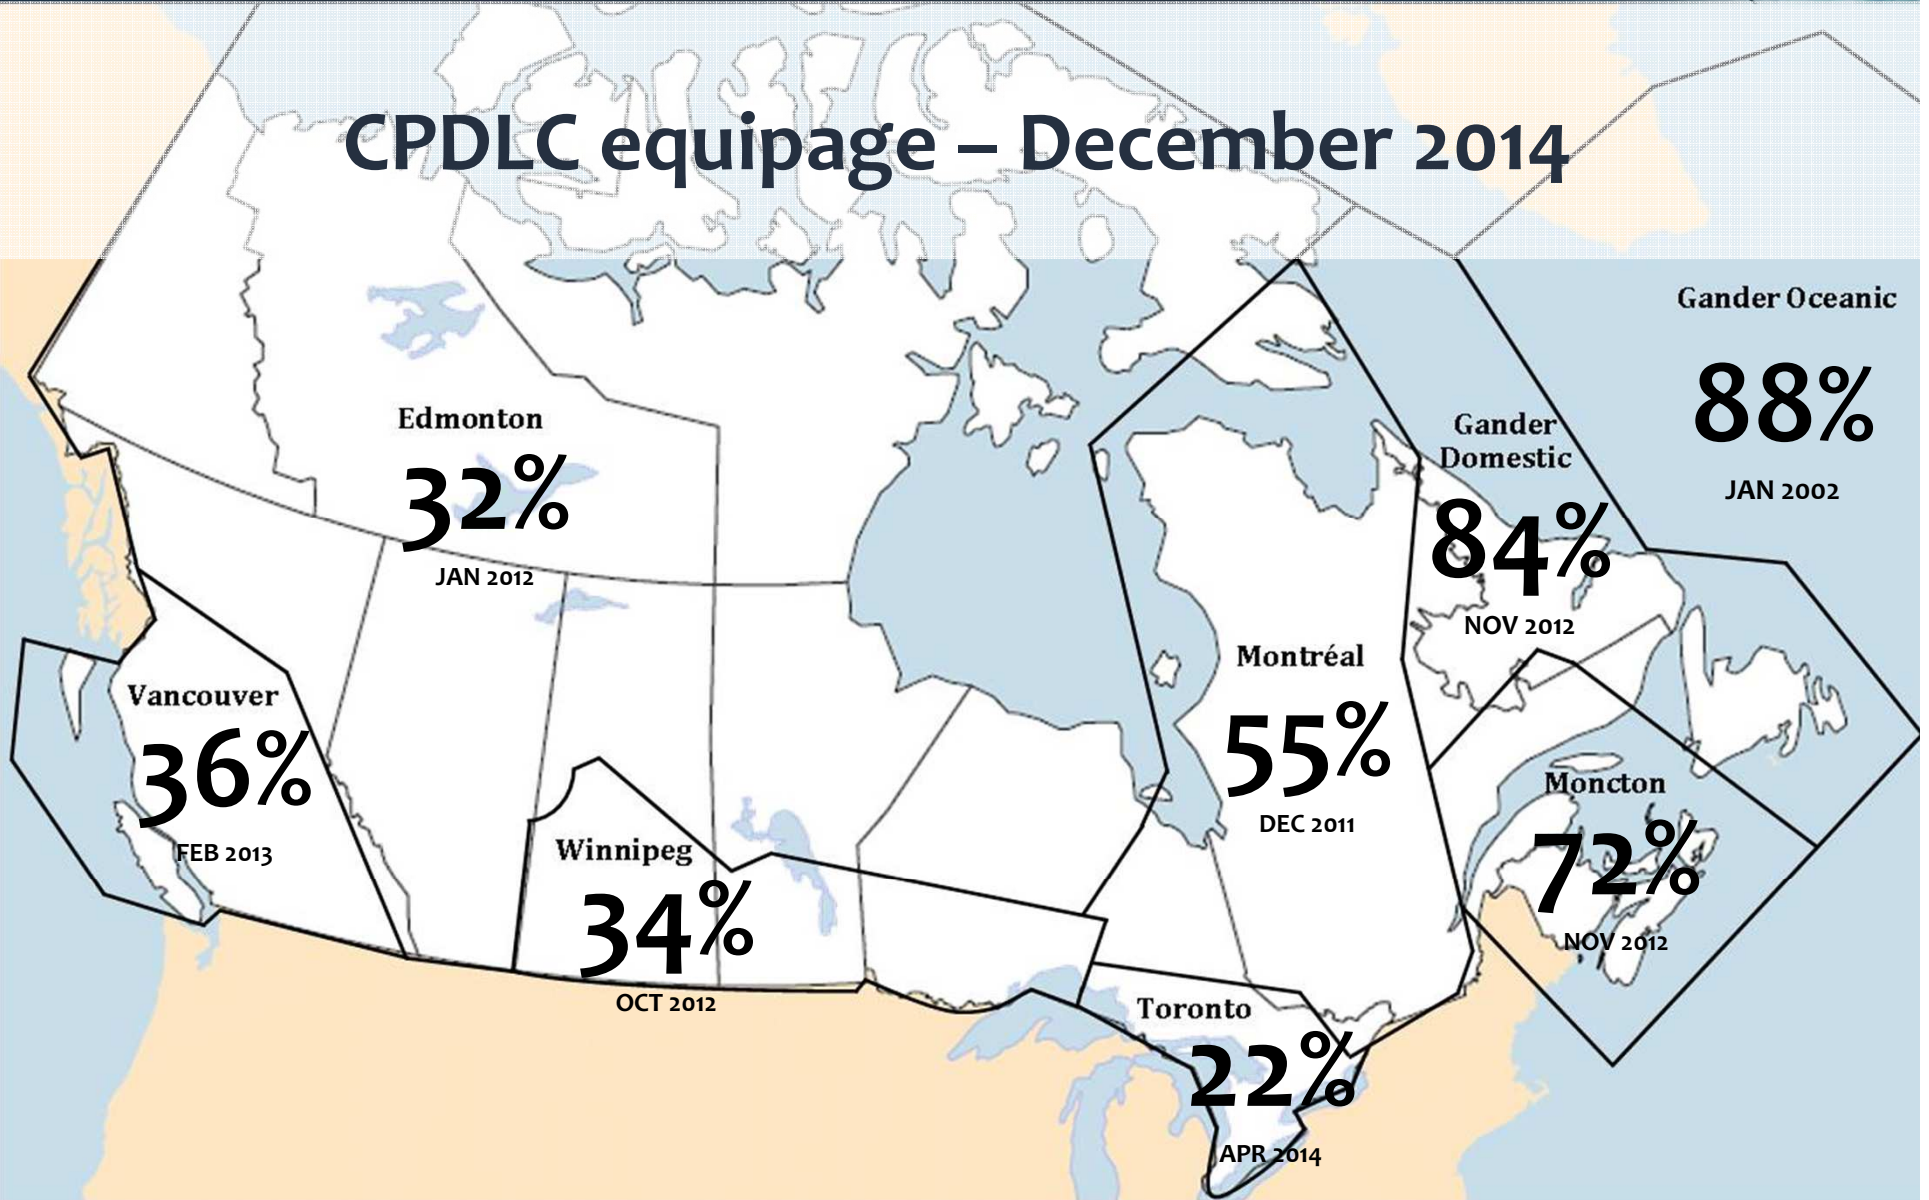 CPDLC equipage – December 2014
Gander Oceanic
88%
JAN 2002
Edmonton
32%
JAN 2012
Gander
Domestic
84%
NOV 2012
Montréal
55%
DEC 2011
Vancouver
36%
FEB 2013
Moncton
72%
NOV 2012
Winnipeg
34%
OCT 2012
Toronto
22%
APR 2014